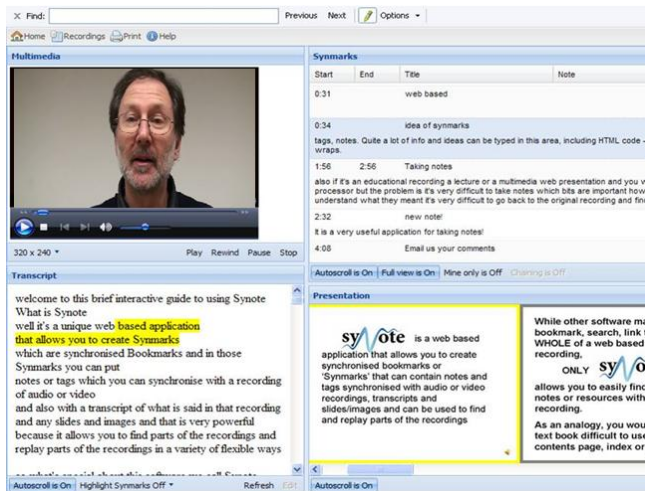 X Find: Previous Next Options
Home Recordings Print Help
Multimedia
320 x 240 Play Rewind Pause Stop
Transcript
welcome to this brief interactive guide to using Synote
What is Synote
well it's a unique web based application
that allows you to create Synmarks
which are synchronised Bookmarks and in those
Synmarks you can put
notes or tags which you can synchronise with a recording
of audio or video
and also with a transcript of what is said in that recording
and any slides and images and that is very powerful
because it allows you to find parts of the recordings and
replay parts of the recordings in a variety of flexible ways
so what's special about this software we call Synote
Autoscroll is On Highlight Synmarks Off Refresh Edit
Synmarks
Start End Title Note
0:31 web based
0:34 idea of synmarks
tags, notes. Quite a lot of info and ideas can be typed in this area, including HTML code -
wraps.
1:56 2:56 Taking notes
also if it's an educational recording a lecture or a multimedia web presentation and you w
processor but the problem is it's very difficult to take notes which bits are important how
understand what they meant it's very difficult to go back to the original recording and find
2:32 new note!
It is a very useful application for taking notes!
4:08 Email us your comments
Autoscroll is On Full view is On Mine only is Off Chaining is Off
Presentation
synote is a web based
application that allows you to create
synchronised bookmarks or
'Synmarks' that can contain notes and
tags synchronised with audio or video
recordings, transcripts and
slides/images and can be used to find
and replay parts of the recordings
While other software ma
bookmark, search, link
WHOLE of a web based
recording,
ONLY syno
allows you to easily find
notes or resources with
recording.
As an analogy, you wou
text book difficult to use
contents page, index or
Autoscroll is On